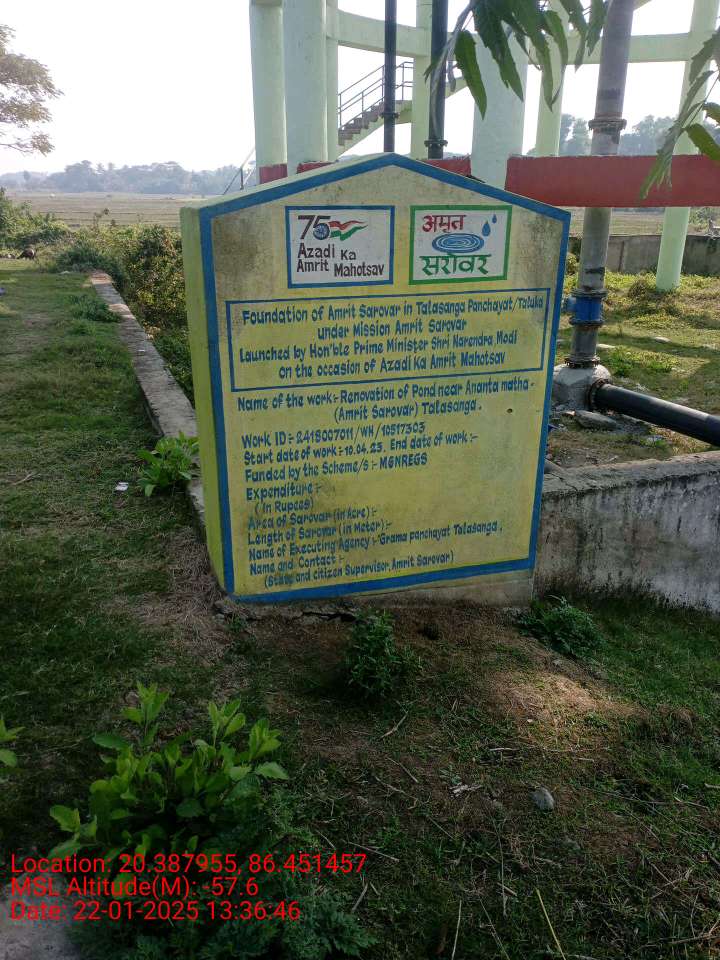 75
Azadi Ka
Amrit Mahotsav
अमृत
सरोवर
Foundation of Amrit Sarovar in Talasanga Panchayat/Taluka
under Mission Amrit Sarovar
Launched by Hon'ble Prime Minister Shri Narendra Modi
on the occasion of Azadi Ka Amrit Mahotsav
Name of the work:- Renovation of Pond near Ananta matha-
(Amrit Sarovar) Talasanga.
Work ID:- 2418007011/WH/10517303
Start date of work:- 10.04.23. End date of work:-
Funded by the Scheme/s:- MGNREGS
Expenditure:-
(In Rupees)
Area of Sarovar (in Acre):-
Length of Sarovar (in Meter):-
Name of Executing Agency:- Grama panchayat Talasanga.
Name and Contact:-
(State and citizen Supervisor, Amrit Sarovar)
Location: 20.387955, 86.451457
MSL Altitude(M): -57.6
Date: 22-01-2025 13:36:46